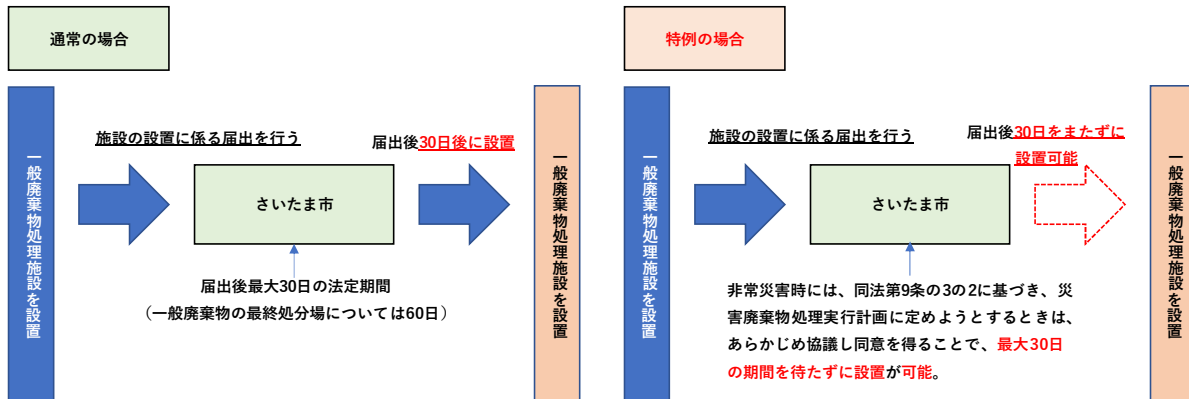 通常の場合
一般廃棄物処理施設を設置
施設の設置に係る届出を行う
さいたま市
届出後30日後に設置
届出後最大30日の法定期間
（一般廃棄物の最終処分場については60日）
一般廃棄物処理施設を設置
特例の場合
一般廃棄物処理施設を設置
施設の設置に係る届出を行う
さいたま市
届出後30日をまたずに
設置可能
非常災害時には、同法第9条の3の2に基づき、災
害廃棄物処理実行計画に定めようとするときは、
あらかじめ協議し同意を得ることで、最大30日
の期間を待たずに設置が可能。
一般廃棄物処理施設を設置